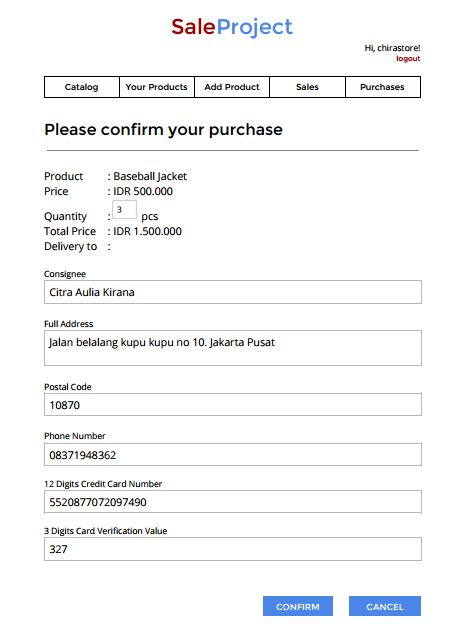 SaleProject
Hi, chirastore!
logout
Catalog Your Products Add Product Sales Purchases
Please confirm your purchase
Product : Baseball Jacket
Price : IDR 500.000
Quantity : 3 pcs
Total Price : IDR 1.500.000
Delivery to :
Consignee
Citra Aulia Kirana
Full Address
Jalan belalang kupu kupu no 10. Jakarta Pusat
Postal Code
10870
Phone Number
08371948362
12 Digits Credit Card Number
5520877072097490
3 Digits Card Verification Value
327
CONFIRM CANCEL